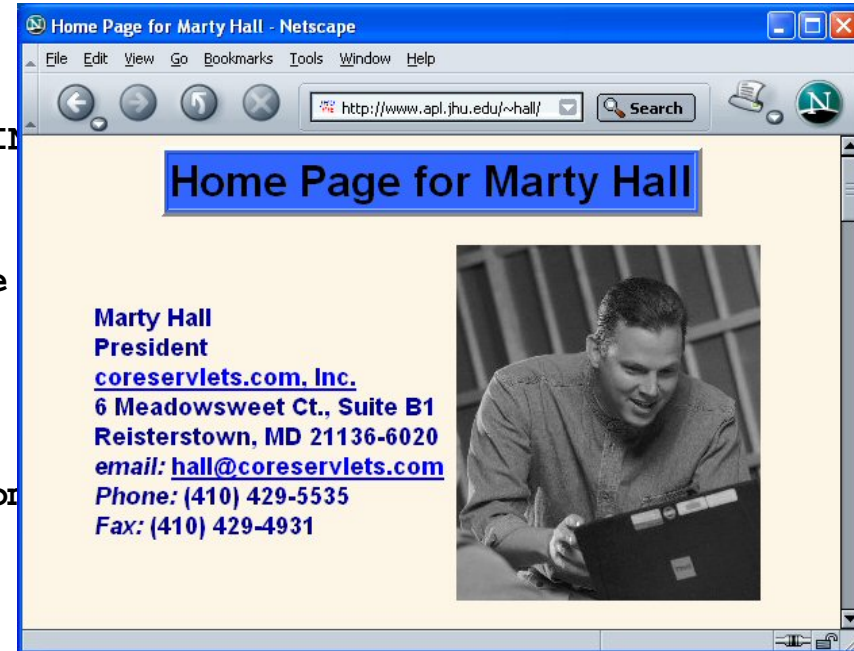 Home Page for Marty Hall - Netscape
File Edit View Go Bookmarks Tools Window Help
http://www.apl.jhu.edu/~hall/ Search N
Home Page for Marty Hall
Marty Hall
President
coreservlets.com, Inc.
6 Meadowsweet Ct., Suite B1
Reisterstown, MD 21136-6020
email: hall@coreservlets.com
Phone: (410) 429-5535
Fax: (410) 429-4931